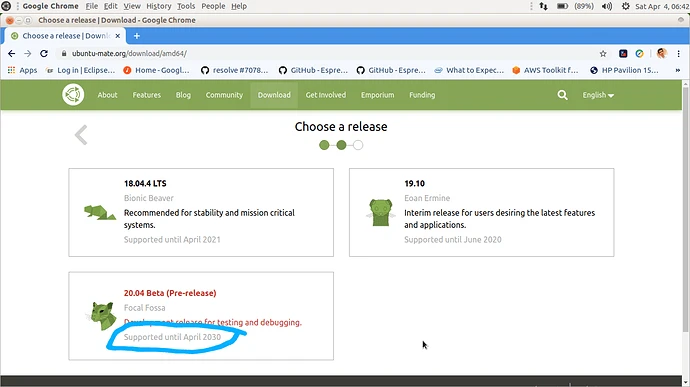 Google Chrome File Edit View History Bookmarks People Help (89%) Sat Apr 4, 06:42
Choose a release | Download - Google Chrome
Choose a release | Downlo
ubuntu-mate.org/download/amd64/
Apps Log in | Eclipse... Home - Googl... resolve #7078... GitHub - Espre... GitHub - Espre... What to Expec... AWS Toolkit f... HP Pavilion 15...
About Features Blog Community Download Get Involved Emporium Funding English
Choose a release
18.04.4 LTS
Bionic Beaver
Recommended for stability and mission critical
systems.
Supported until April 2021
19.10
Eoan Ermine
Interim release for users desiring the latest features
and applications.
Supported until June 2020
20.04 Beta (Pre-release)
Focal Fossa
Development release for testing and debugging.
Supported until April 2030